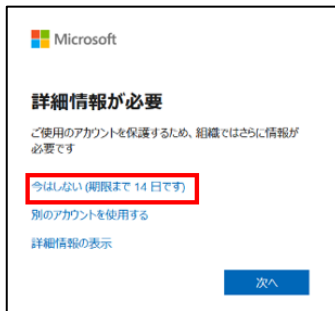 Microsoft
詳細情報が必要
ご使用のアカウントを保護するため、組織ではさらに情報が
必要です
今はしない (期限まで 14 日です)
別のアカウントを使用する
詳細情報の表示
次へ